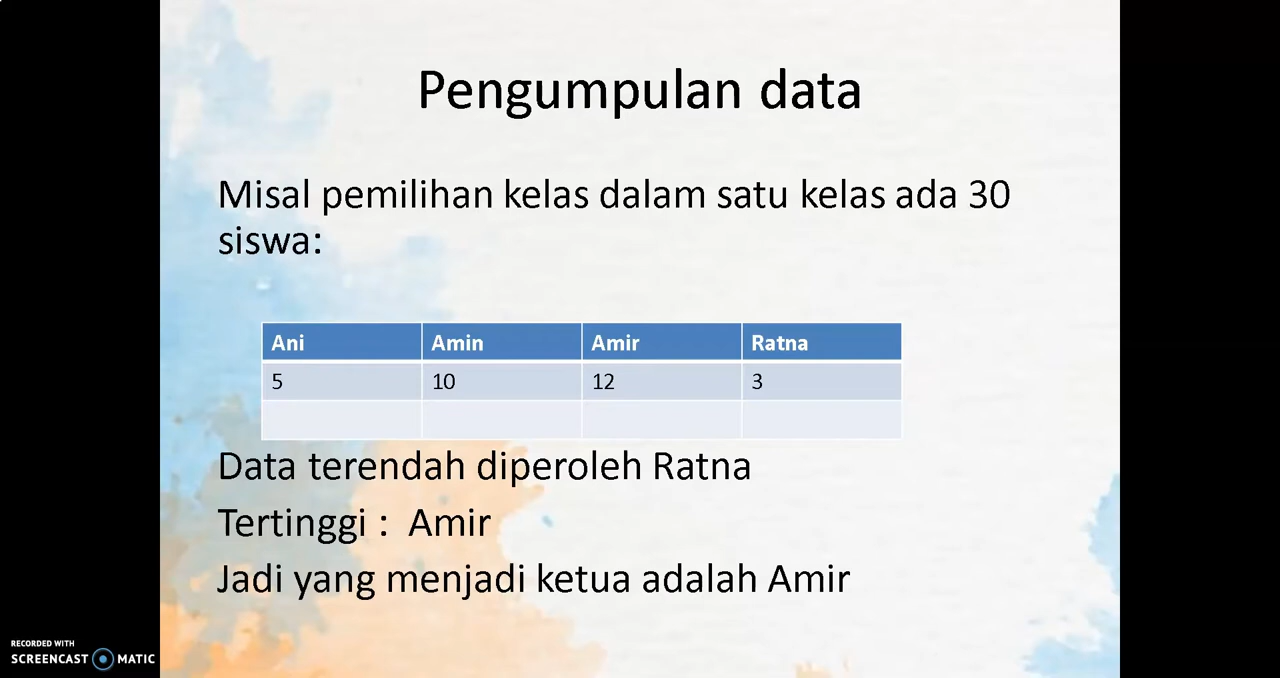 Pengumpulan data
Misal pemilihan kelas dalam satu kelas ada 30
siswa:
Ani Amin Amir Ratna
5 10 12 3
Data terendah diperoleh Ratna
Tertinggi : Amir
Jadi yang menjadi ketua adalah Amir
RECORDED WITH
SCREENCAST MATIC